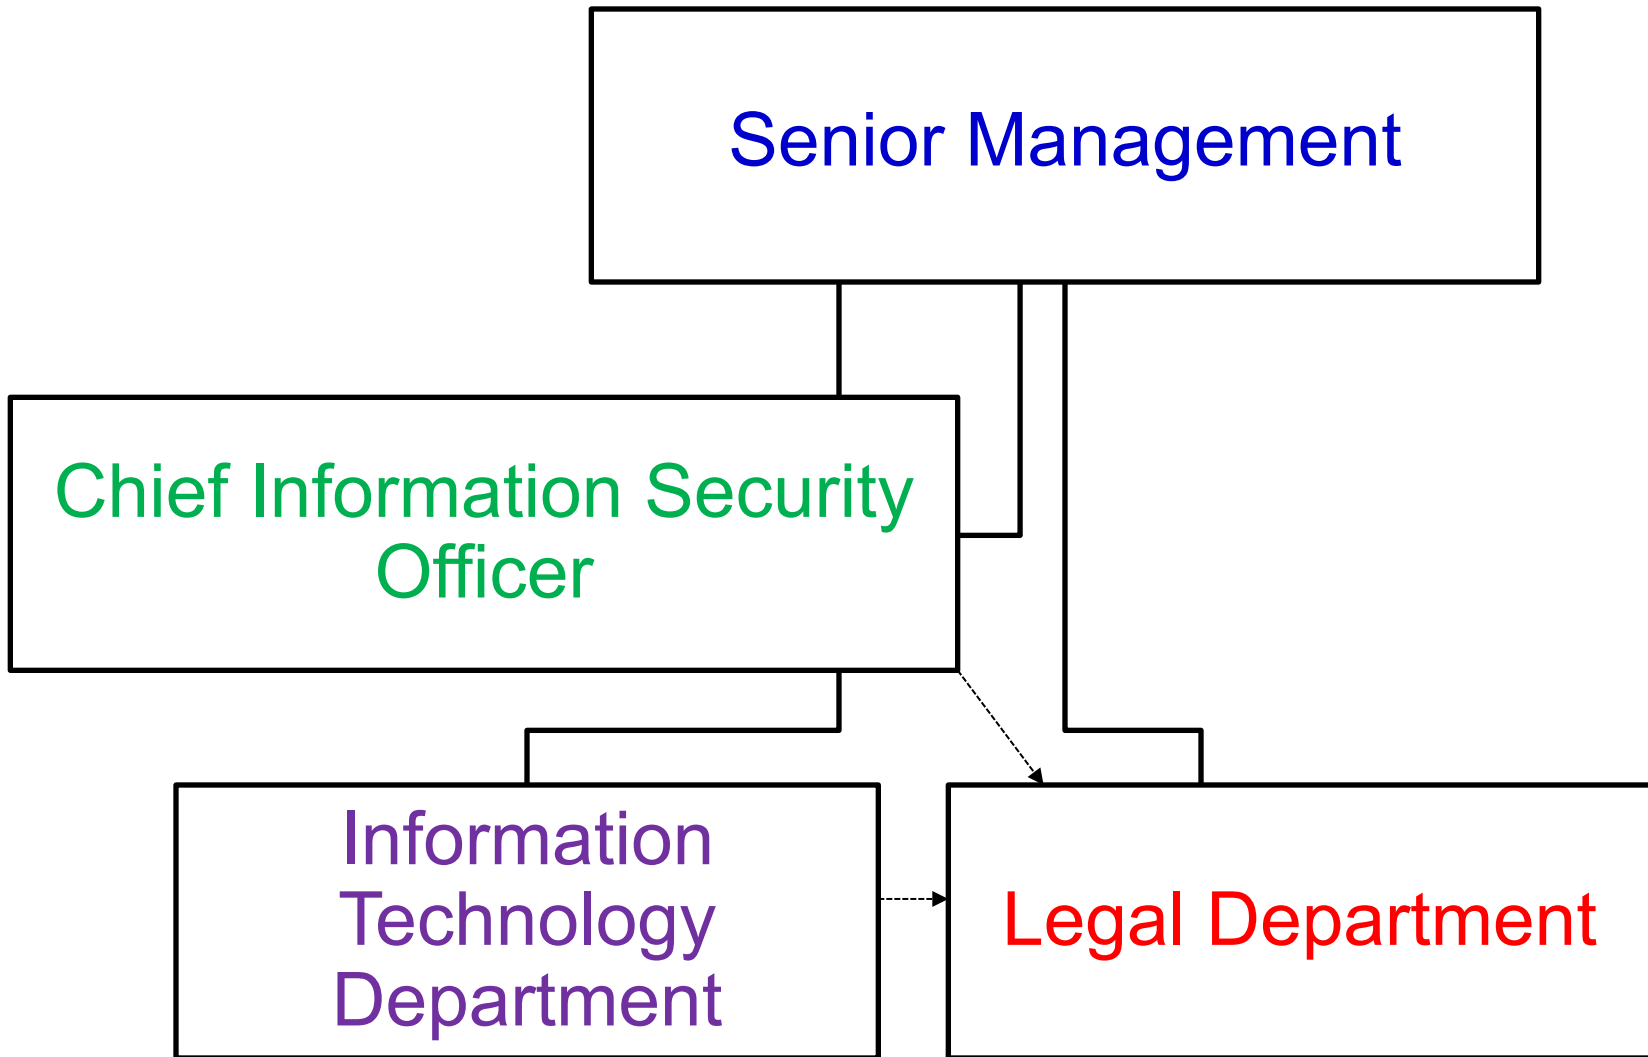 Senior Management
Chief Information Security
Officer
Information
Technology
Department
Legal Department